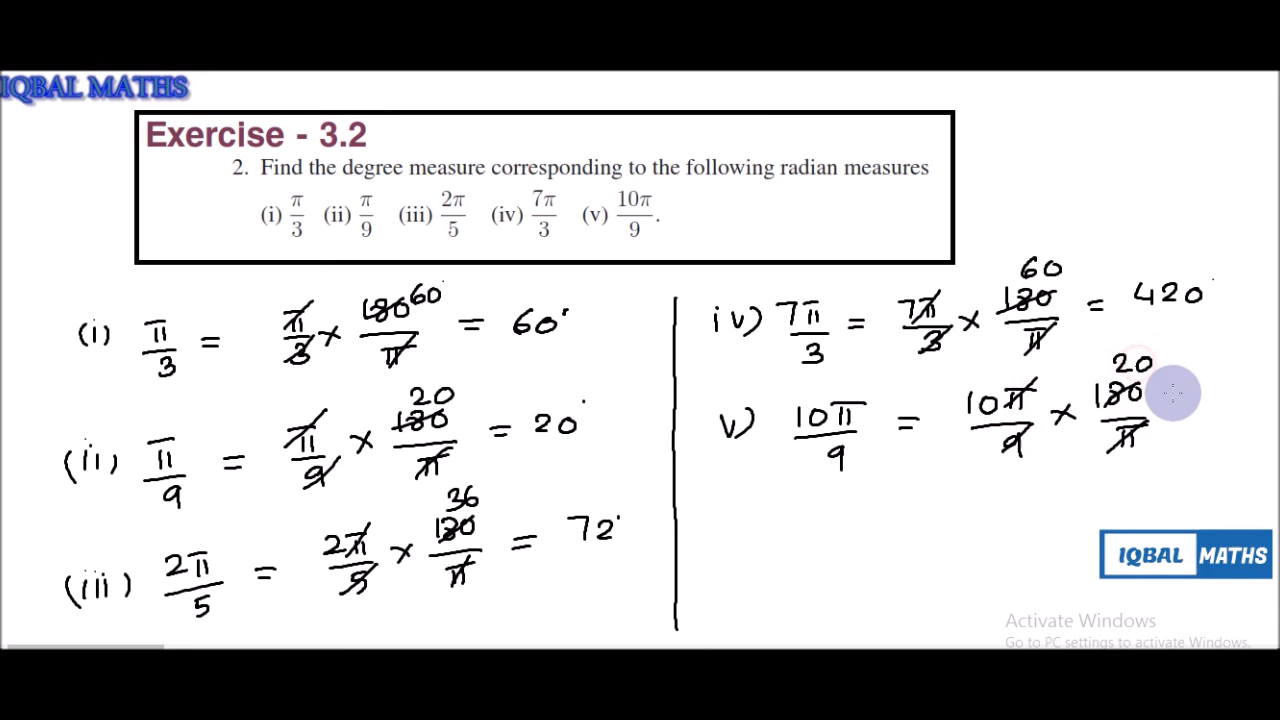 IQBAL MATHS
Exercise - 3.2
2. Find the degree measure corresponding to the following radian measures
(i) π/3 (ii) π/9 (iii) 2π/5 (iv) 7π/3 (v) 10π/9.
(i) π/3 = π/3 × 180/π 60 = 60°
(ii) π/9 = π/9 × 180/π 20 = 20°
(iii) 2π/5 = 2π/5 × 180/π 36 = 72°
iv) 7π/3 = 7π/3 × 180/π 60 = 420°
v) 10π/9 = 10π/9 × 180/π 20
IQBAL MATHS
Activate Windows
Go to PC settings to activate Windows.